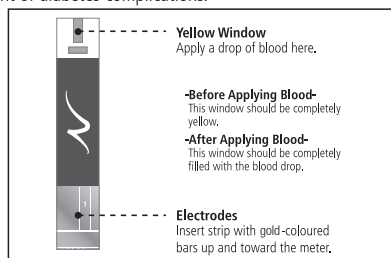 Yellow Window
Apply a drop of blood here.
-Before Applying Blood-
This window should be completely
yellow.
-After Applying Blood-
This window should be completely
filled with the blood drop.
1
Electrodes
Insert strip with gold-coloured
bars up and toward the meter.